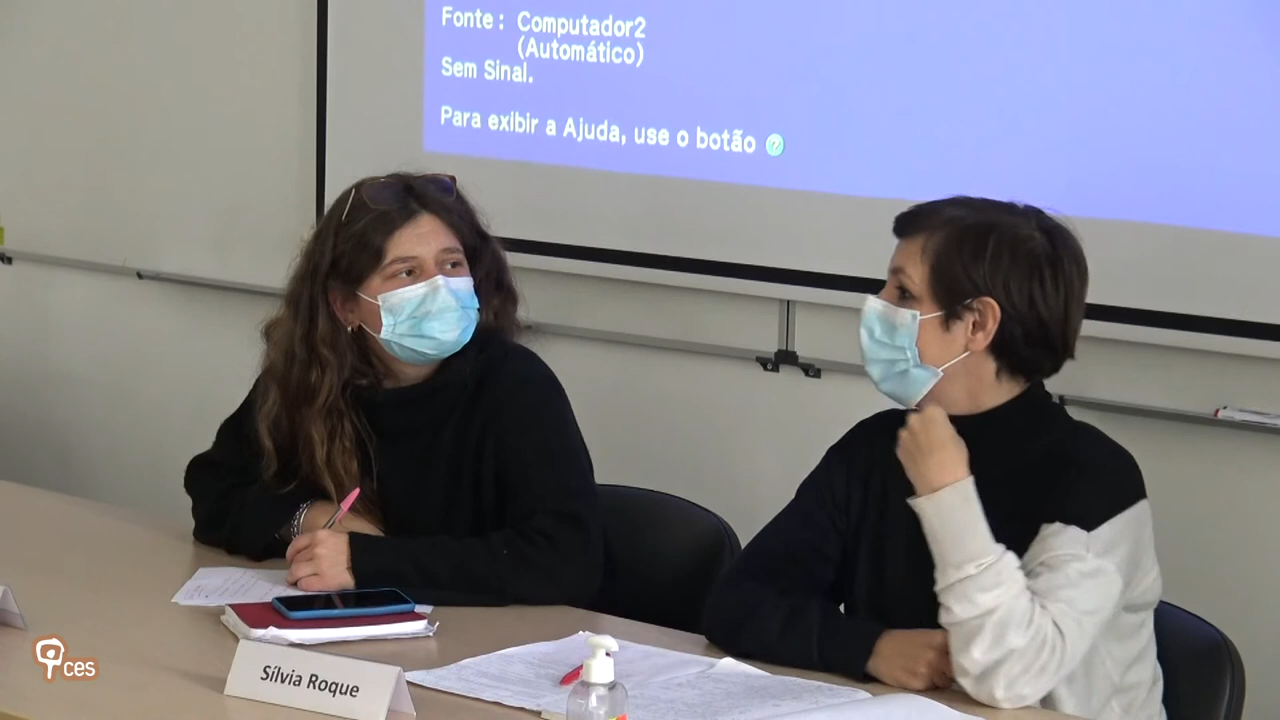 Fonte: Computador2
(Automático)
Sem Sinal.
Para exibir a Ajuda, use o botão ?
Sílvia Roque
ces